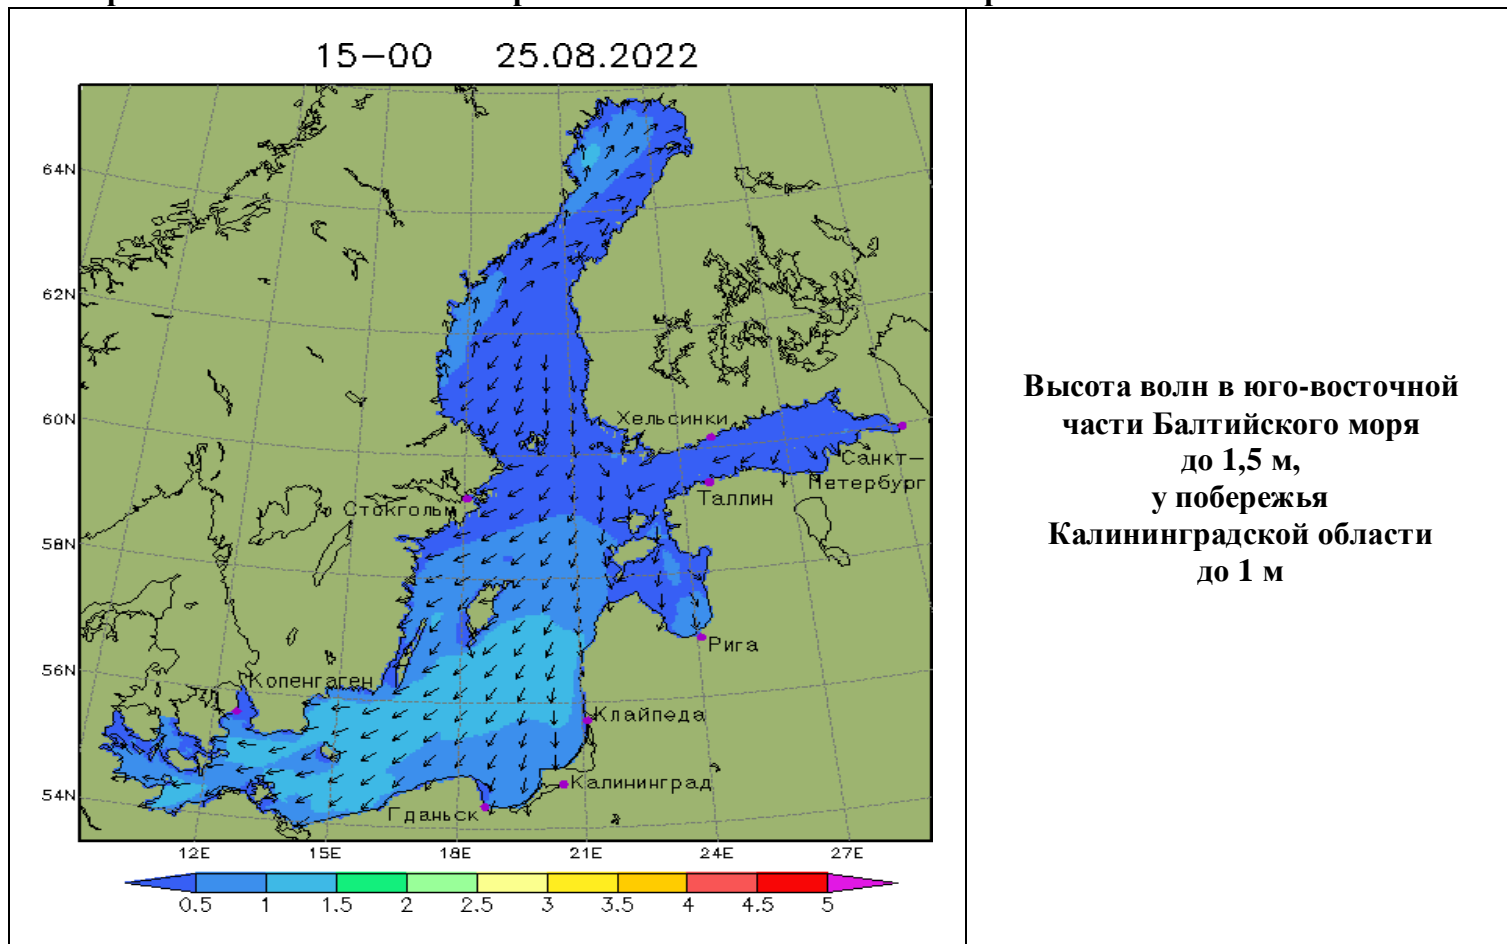 15-00 25.08.2022
64N
62N
60N
58N
56N
54N
Хельсинки
Санкт-
Петербург
Таллин
Стокгольм
Рига
Копенгаген
Клайпеда
Калининград
Гданьск
12E 15E 18E 21E 24E 27E
0.5 1 1.5 2 2.5 3 3.5 4 4.5 5
Высота волн в юго-восточной
части Балтийского моря
до 1,5 м,
у побережья
Калининградской области
до 1 м